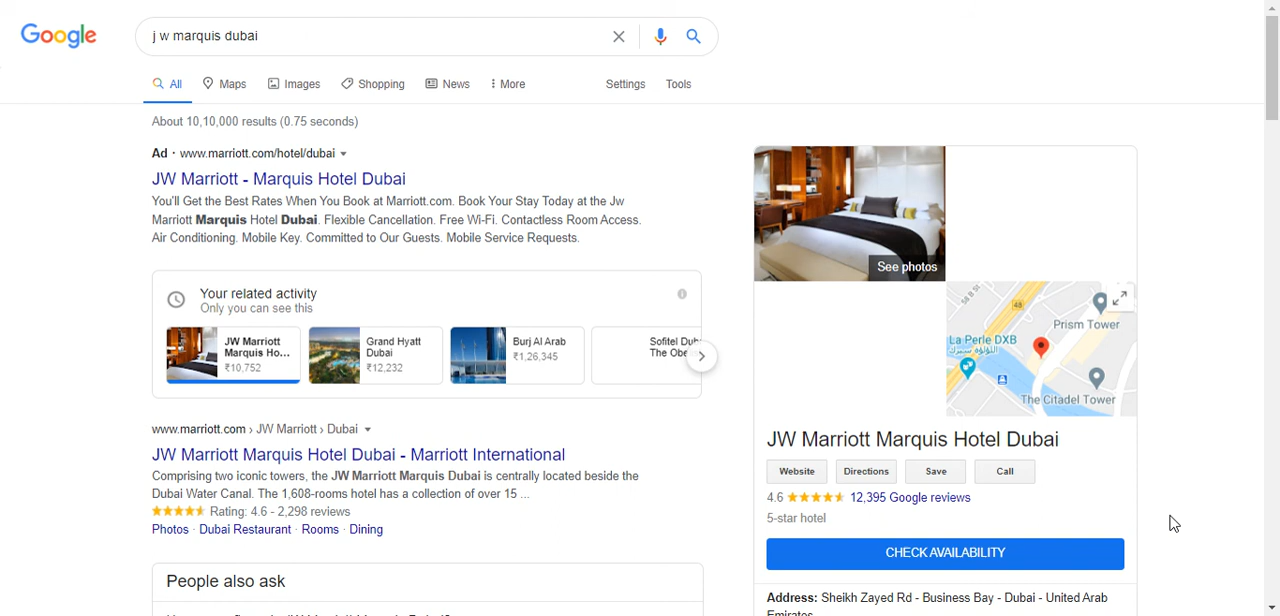 Google
j w marquis dubai
All
Maps
Images
Shopping
News
More
Settings
Tools
About 10,10,000 results (0.75 seconds)
Ad · www.marriott.com/hotel/dubai
JW Marriott - Marquis Hotel Dubai
You'll Get the Best Rates When You Book at Marriott.com. Book Your Stay Today at the Jw
Marriott Marquis Hotel Dubai. Flexible Cancellation. Free Wi-Fi. Contactless Room Access.
Air Conditioning. Mobile Key. Committed to Our Guests. Mobile Service Requests.
Your related activity
Only you can see this
JW Marriott
Marquis Ho...
₹10,752
Grand Hyatt
Dubai
₹12,232
Burj Al Arab
₹1,26,345
Sofitel Dub
The Obe
www.marriott.com › JW Marriott › Dubai
JW Marriott Marquis Hotel Dubai - Marriott International
Comprising two iconic towers, the JW Marriott Marquis Dubai is centrally located beside the
Dubai Water Canal. The 1,608-rooms hotel has a collection of over 15 ...
Rating: 4.6 - 2,298 reviews
Photos · Dubai Restaurant · Rooms · Dining
People also ask
See photos
58 B St
48
Prism Tower
La Perle DXB
اللؤلؤة سيرك
The Citadel Tower
JW Marriott Marquis Hotel Dubai
Website
Directions
Save
Call
4.6
12,395 Google reviews
5-star hotel
CHECK AVAILABILITY
Address: Sheikh Zayed Rd - Business Bay - Dubai - United Arab
Emirates